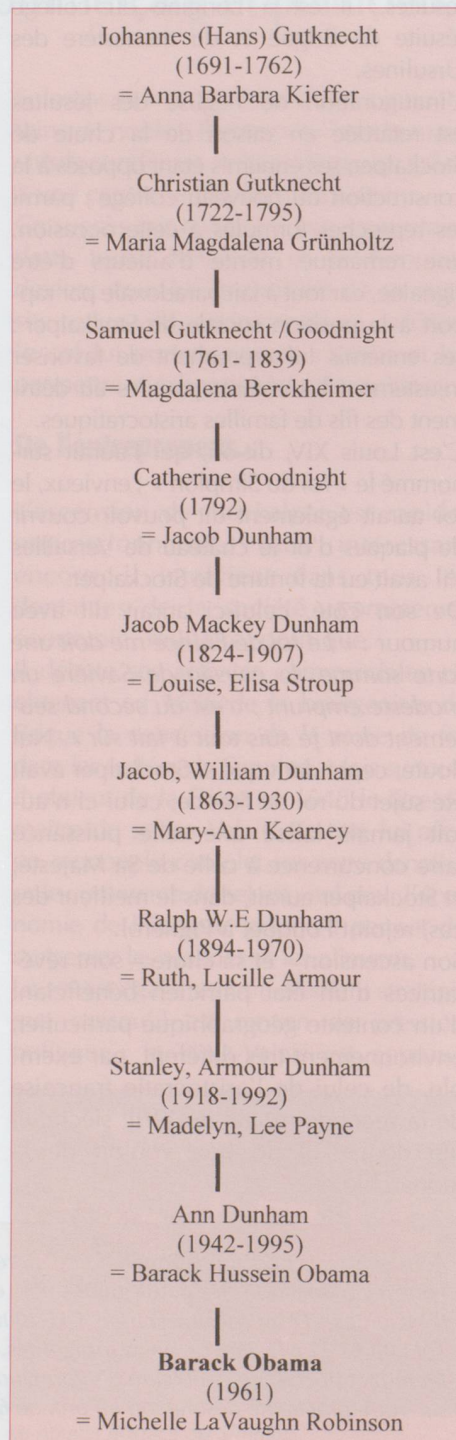 Johannes (Hans) Gutknecht
(1691-1762)
= Anna Barbara Kieffer
Christian Gutknecht
(1722-1795)
= Maria Magdalena Grünholtz
Samuel Gutknecht /Goodnight
(1761-1839)
= Magdalena Berckheimer
Catherine Goodnight
(1792)
= Jacob Dunham
Jacob Mackey Dunham
(1824-1907)
= Louise, Elisa Stroup
Jacob, William Dunham
(1863-1930)
= Mary-Ann Kearney
Ralph W.E Dunham
(1894-1970)
= Ruth, Lucille Armour
Stanley, Armour Dunham
(1918-1992)
= Madelyn, Lee Payne
Ann Dunham
(1942-1995)
= Barack Hussein Obama
Barack Obama
(1961)
= Michelle LaVaughn Robinson